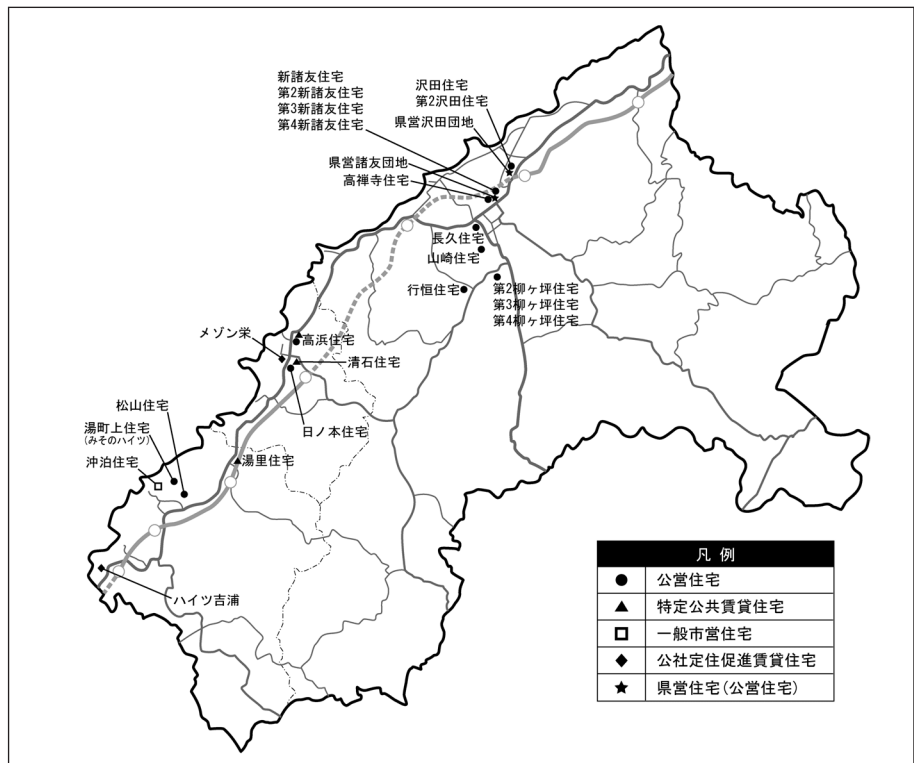 新諸友住宅
第2新諸友住宅
第3新諸友住宅
第4新諸友住宅
沢田住宅
第2沢田住宅
県営沢田団地
県営諸友団地
高禅寺住宅
長久住宅
山崎住宅
行恒住宅
第2柳ヶ坪住宅
第3柳ヶ坪住宅
第4柳ヶ坪住宅
メゾン栄
高浜住宅
清石住宅
松山住宅
湯町上住宅
(みそのハイツ)
沖泊住宅
日ノ本住宅
湯里住宅
ハイツ吉浦
凡例
公営住宅
特定公共賃貸住宅
一般市営住宅
公社定住促進賃貸住宅
県営住宅(公営住宅)